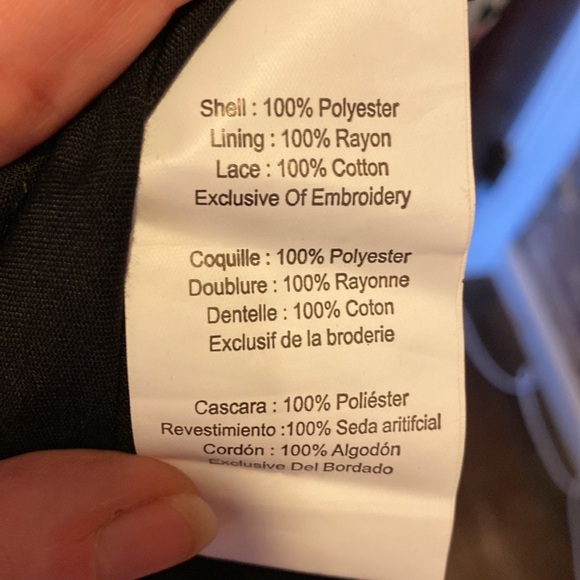 Shell : 100% Polyester
Lining : 100% Rayon
Lace : 100% Cotton
Exclusive Of Embroidery
Coquille : 100% Polyester
Doublure : 100% Rayonne
Dentelle : 100% Coton
Exclusif de la broderie
Cascara : 100% Poliéster
Revestimiento :100% Seda aritifcial
Cordón : 100% Algodón
Exclusive Del Bordado